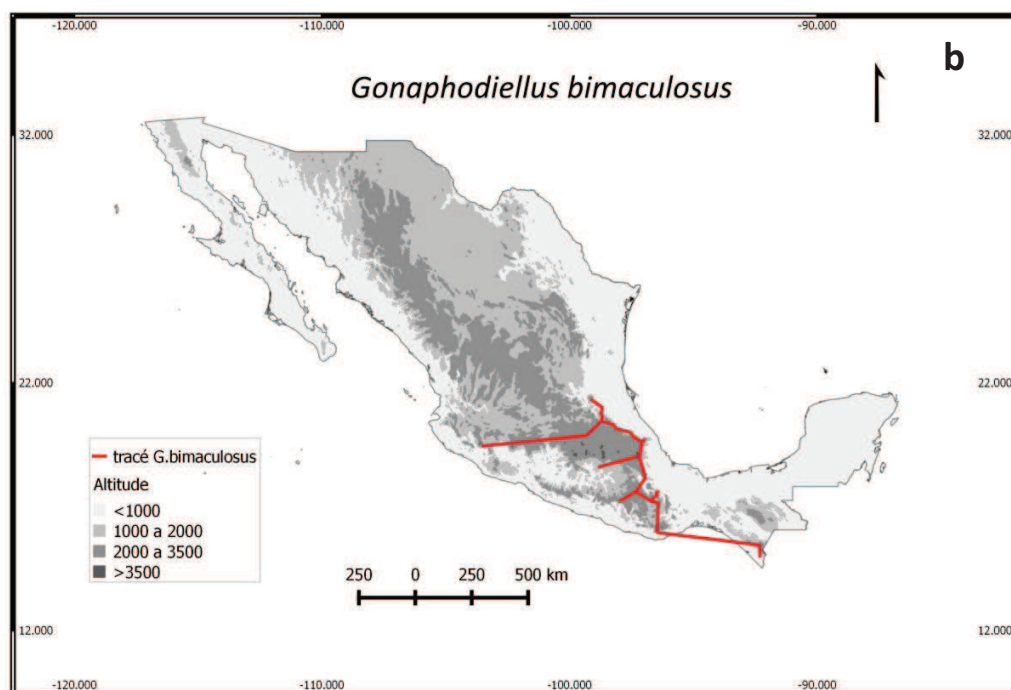 -120.000 -110.000 -100.000 -90.000
b
Gonaphodiellus bimaculosus
32.000 32.000
22.000 22.000
tracé G.bimaculosus
Altitude
<1000
1000 a 2000
2000 a 3500
>3500
250 0 250 500 km
12.000 12.000
-120.000 -110.000 -100.000 -90.000